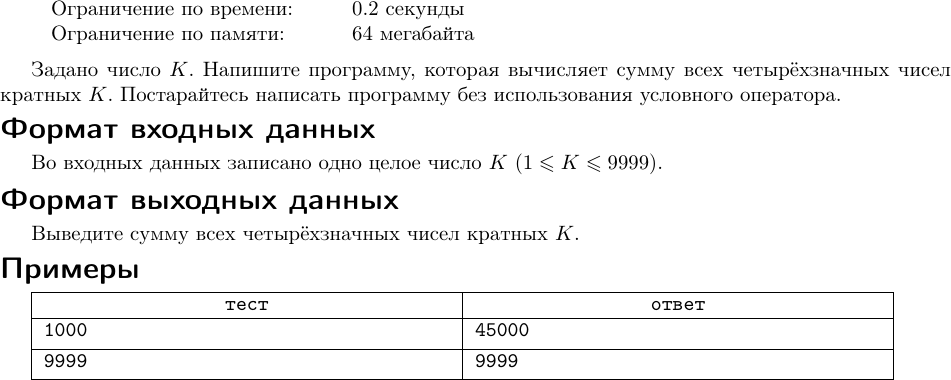 Ограничение по времени: 0.2 секунды
Ограничение по памяти: 64 мегабайта
Задано число K. Напишите программу, которая вычисляет сумму всех четырёхзначных чисел
кратных K. Постарайтесь написать программу без использования условного оператора.
Формат входных данных
Во входных данных записано одно целое число K (1 ⩽ K ⩽ 9999).
Формат выходных данных
Выведите сумму всех четырёхзначных чисел кратных K.
Примеры
тест ответ
1000 45000
9999 9999